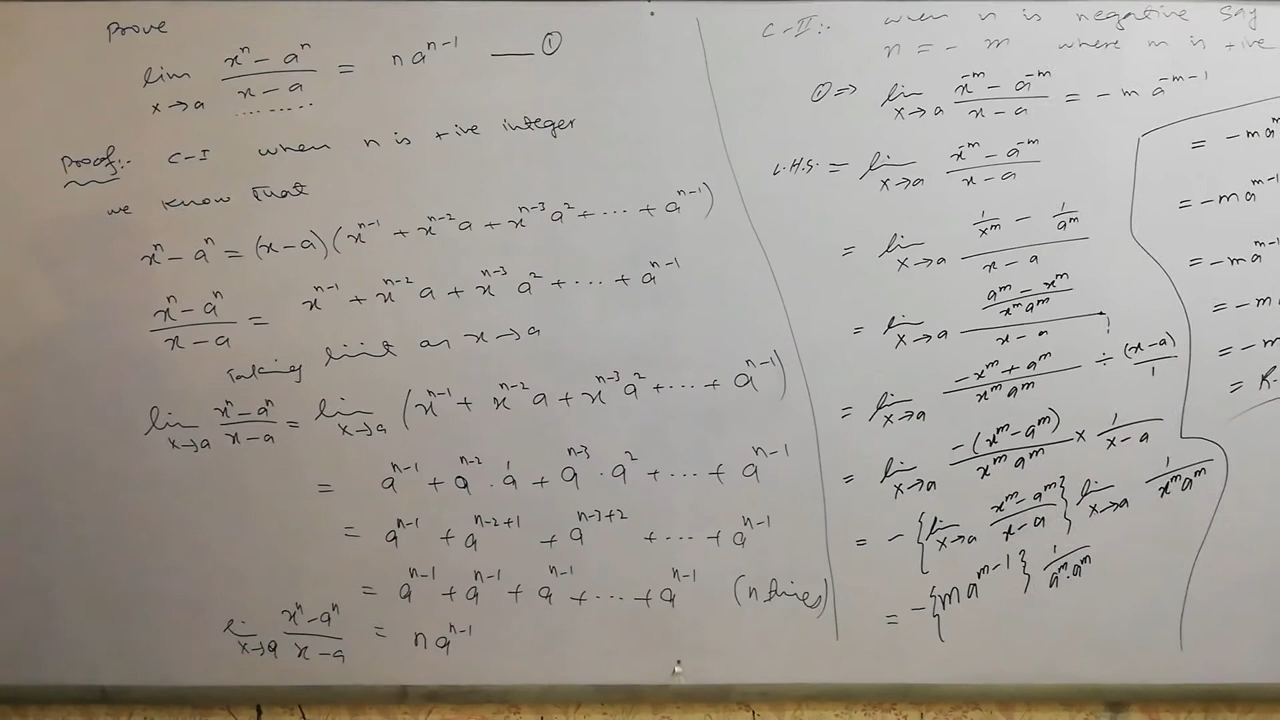 Prove
lim x→a (xⁿ − aⁿ)/(x − a) = n aⁿ⁻¹ —— ①
Proof:- C-I when n is +ive integer
we know that
xⁿ − aⁿ = (x−a)(xⁿ⁻¹ + xⁿ⁻²a + xⁿ⁻³a² + ... + aⁿ⁻¹)
(xⁿ − aⁿ)/(x − a) = xⁿ⁻¹ + xⁿ⁻²a + xⁿ⁻³a² + ... + aⁿ⁻¹
Taking limit as x→a
lim x→a (xⁿ − aⁿ)/(x−a) = lim x→a (xⁿ⁻¹ + xⁿ⁻²a + xⁿ⁻³a² + ... + aⁿ⁻¹)
= aⁿ⁻¹ + aⁿ⁻² · a¹ + aⁿ⁻³ · a² + ... + aⁿ⁻¹
= aⁿ⁻¹ + aⁿ⁻²⁺¹ + aⁿ⁻³⁺² + ... + aⁿ⁻¹
= aⁿ⁻¹ + aⁿ⁻¹ + aⁿ⁻¹ + ... + aⁿ⁻¹ (n times)
lim x→a (xⁿ − aⁿ)/(x − a) = n aⁿ⁻¹
C-II:- when n is negative say
n = − m where m is +ive
①⇒ lim x→a (x⁻ᵐ − a⁻ᵐ)/(x − a) = − m a⁻ᵐ⁻¹
L.H.S. = lim x→a (x⁻ᵐ − a⁻ᵐ)/(x − a)
= lim x→a (1/xᵐ − 1/aᵐ)/(x − a)
= lim x→a ((aᵐ − xᵐ)/(xᵐaᵐ))/(x − a)
= lim x→a (−xᵐ + aᵐ)/(xᵐaᵐ) ÷ (x−a)/1
= lim x→a −(xᵐ−aᵐ)/(xᵐaᵐ) × 1/(x−a)
= −{lim x→a (xᵐ−aᵐ)/(x−a)} lim x→a 1/(xᵐaᵐ)
= −{m aᵐ⁻¹} 1/(aᵐ·aᵐ)
= −maᵐ
= −maᵐ⁻¹
= −maᵐ⁻¹
= −m
= −m
= R-